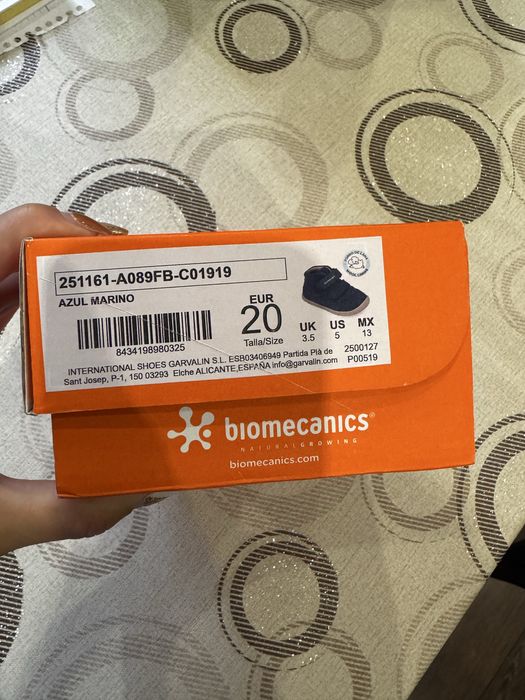 251161-A089FB-C01919
AZUL MARINO
8434198980325
EUR
20
Talla/Size
UK US MX
3.5 5 13
INTERNATIONAL SHOES GARVALIN S.L. ESB03406949 Partida Plà de 2500127
Sant Josep, P-1, 150 03293 Elche ALICANTE,ESPAÑA info@garvalin.com P00519
biomecanics®
NATURALGROWING
biomecanics.com